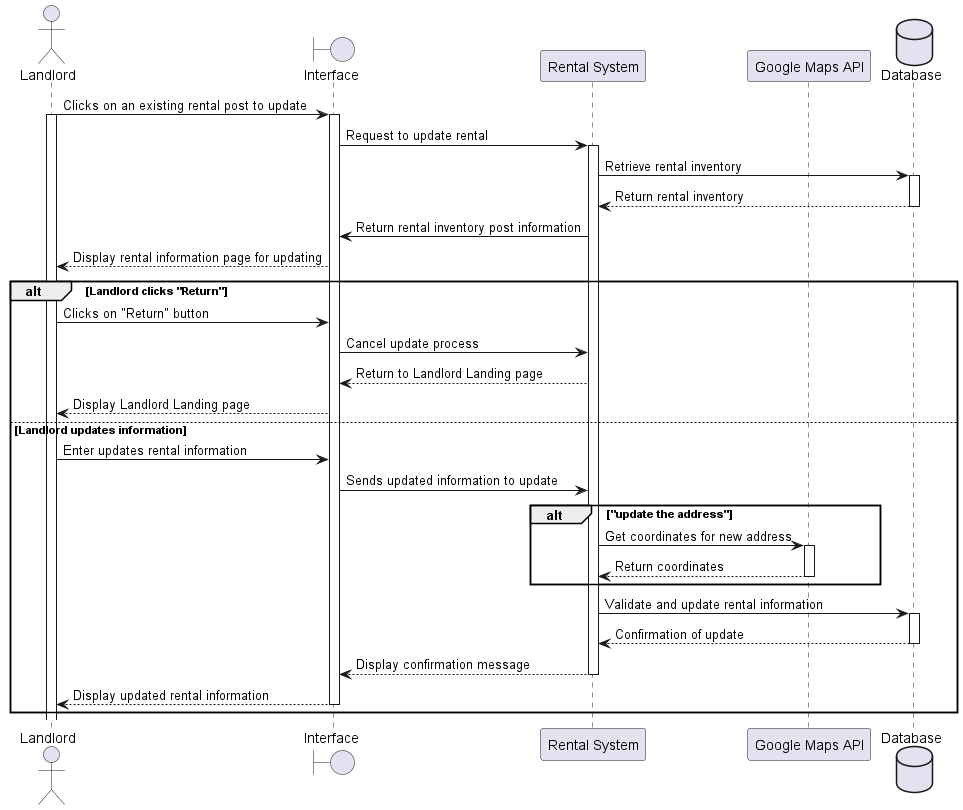 Landlord
Interface
Rental System
Google Maps API
Database
Clicks on an existing rental post to update
Request to update rental
Retrieve rental inventory
Return rental inventory
Return rental inventory post information
Display rental information page for updating
alt
[Landlord clicks "Return"]
Clicks on "Return" button
Cancel update process
Return to Landlord Landing page
Display Landlord Landing page
[Landlord updates information]
Enter updates rental information
Sends updated information to update
alt
["update the address"]
Get coordinates for new address
Return coordinates
Validate and update rental information
Confirmation of update
Display confirmation message
Display updated rental information
Landlord
Interface
Rental System
Google Maps API
Database